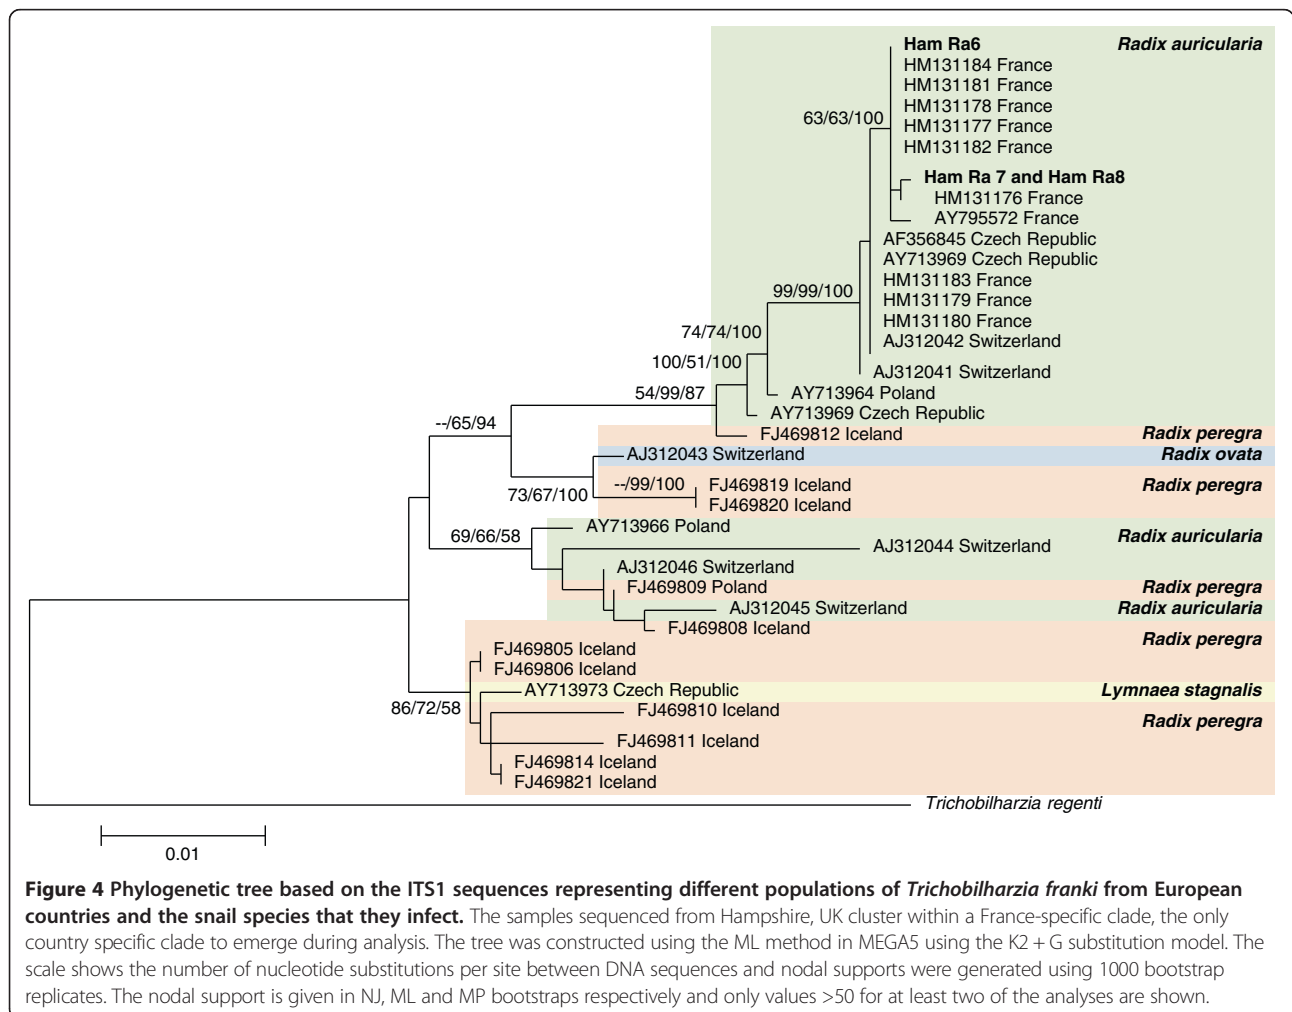 Ham Ra6 Radix auricularia
HM131184 France
HM131181 France
HM131178 France
63/63/100
HM131177 France
HM131182 France
Ham Ra 7 and Ham Ra8
HM131176 France
AY795572 France
AF356845 Czech Republic
AY713969 Czech Republic
HM131183 France
99/99/100
HM131179 France
HM131180 France
74/74/100
AJ312042 Switzerland
100/51/100
AJ312041 Switzerland
54/99/87
AY713964 Poland
AY713969 Czech Republic
--/65/94
FJ469812 Iceland Radix peregra
AJ312043 Switzerland Radix ovata
--/99/100
FJ469819 Iceland Radix peregra
73/67/100
FJ469820 Iceland
AY713966 Poland
69/66/58
Radix auricularia
AJ312044 Switzerland
AJ312046 Switzerland
FJ469809 Poland Radix peregra
AJ312045 Switzerland Radix auricularia
FJ469808 Iceland
Radix peregra
FJ469805 Iceland
FJ469806 Iceland
AY713973 Czech Republic Lymnaea stagnalis
86/72/58
FJ469810 Iceland
Radix peregra
FJ469811 Iceland
FJ469814 Iceland
FJ469821 Iceland
Trichobilharzia regenti
0.01
Figure 4 Phylogenetic tree based on the ITS1 sequences representing different populations of Trichobilharzia franki from European
countries and the snail species that they infect. The samples sequenced from Hampshire, UK cluster within a France-specific clade, the only
country specific clade to emerge during analysis. The tree was constructed using the ML method in MEGA5 using the K2 + G substitution model. The
scale shows the number of nucleotide substitutions per site between DNA sequences and nodal supports were generated using 1000 bootstrap
replicates. The nodal support is given in NJ, ML and MP bootstraps respectively and only values >50 for at least two of the analyses are shown.